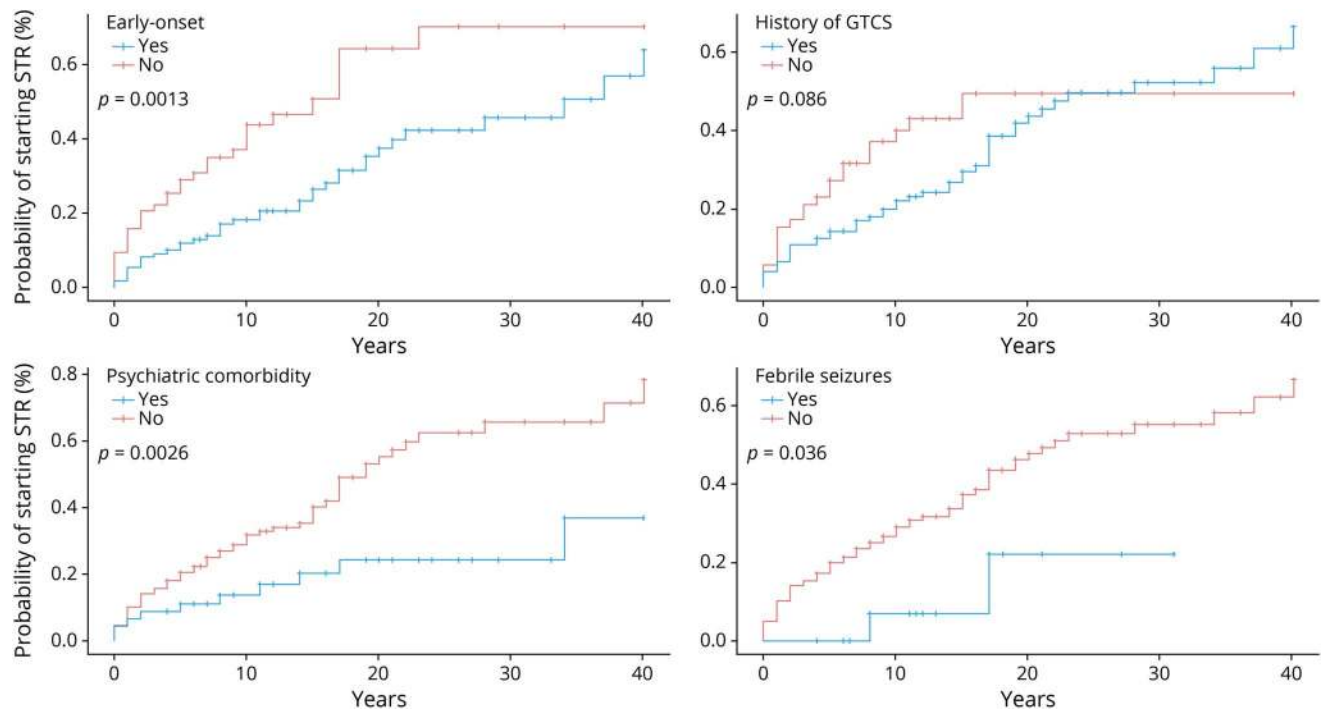 Early-onset
Yes
No
p = 0.0013
Probability of starting STR (%)
0.6
0.4
0.2
0.0
0 10 20 30 40
Years
History of GTCS
Yes
No
p = 0.086
0.6
0.4
0.2
0.0
0 10 20 30 40
Years
Psychiatric comorbidity
Yes
No
p = 0.0026
Probability of starting STR (%)
0.8
0.6
0.4
0.2
0.0
0 10 20 30 40
Years
Febrile seizures
Yes
No
p = 0.036
0.6
0.4
0.2
0.0
0 10 20 30 40
Years